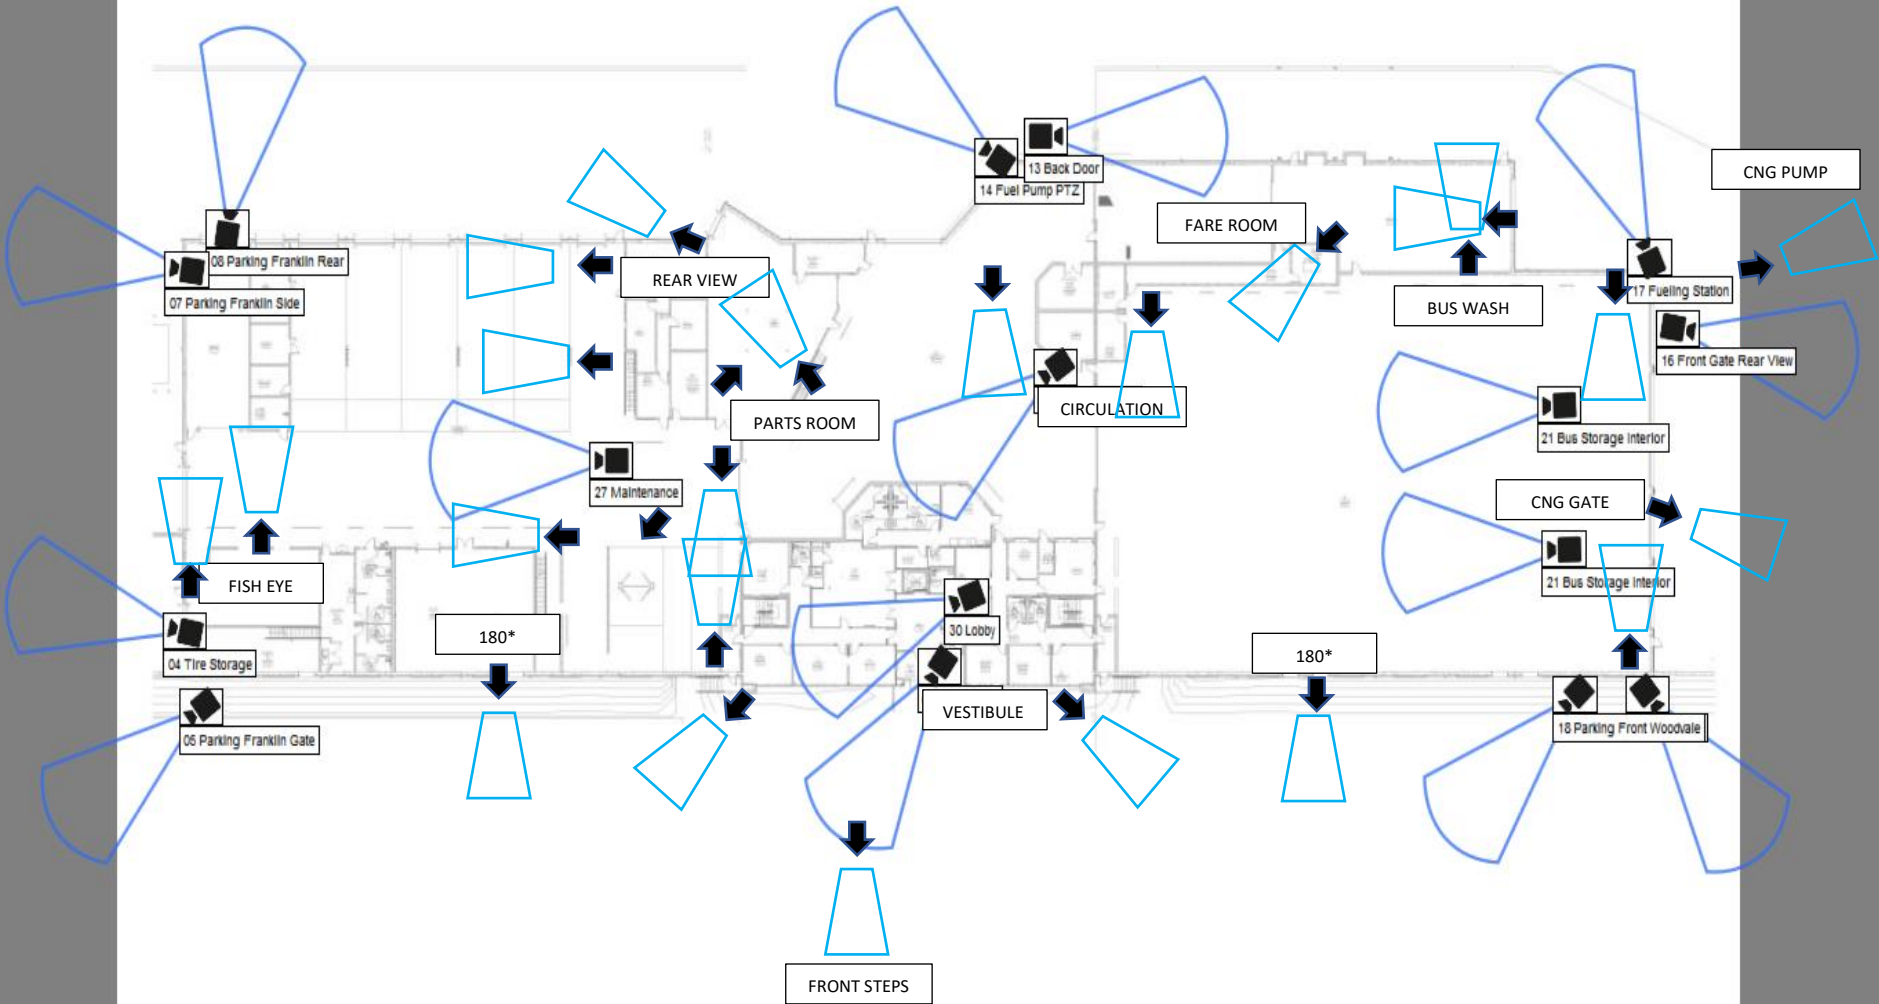 CNG PUMP
13 Back Door
14 Fuel Pump PTZ
FARE ROOM
08 Parking Franklin Rear
REAR VIEW
07 Parking Franklin Side
17 Fueling Station
BUS WASH
16 Front Gate Rear View
CIRCULATION
PARTS ROOM
21 Bus Storage Interior
27 Maintenance
CNG GATE
21 Bus Storage Interior
FISH EYE
30 Lobby
180*
180*
04 Tire Storage
VESTIBULE
18 Parking Front Woodvale
05 Parking Franklin Gate
FRONT STEPS